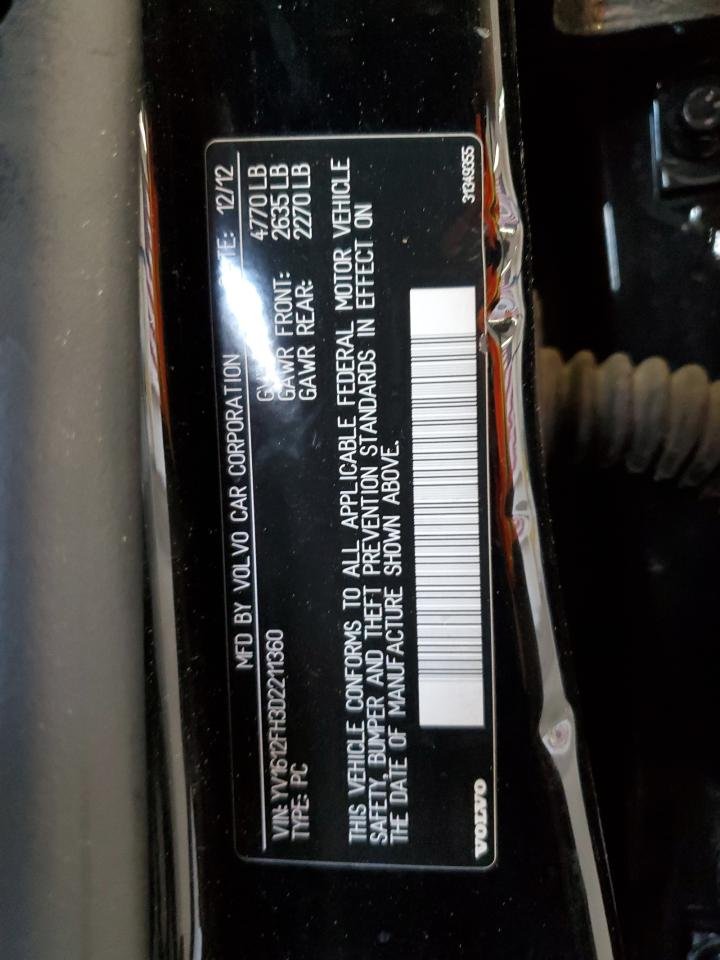 MFD BY VOLVO CAR CORPORATION 12/12
VIN: YV1612FH3D2211360 4770 LB
TYPE: PC GAWR FRONT: 2635 LB
GAWR REAR: 2270 LB
THIS VEHICLE CONFORMS TO ALL APPLICABLE FEDERAL MOTOR VEHICLE
SAFETY, BUMPER AND THEFT PREVENTION STANDARDS IN EFFECT ON
THE DATE OF MANUFACTURE SHOWN ABOVE.
VOLVO 31349355